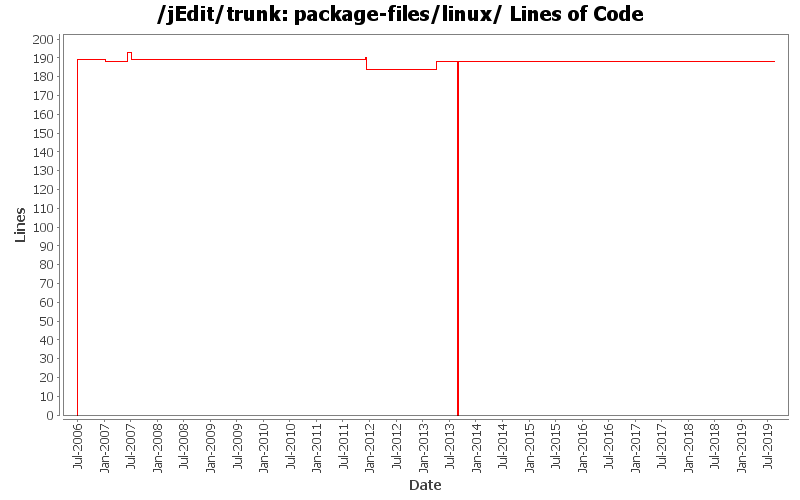 /jEdit/trunk: package-files/linux/ Lines of Code
200
190
180
170
160
150
140
130
120
110
100
90
80
70
60
50
40
30
20
10
0
Lines
Jul-2006
Jan-2007
Jul-2007
Jan-2008
Jul-2008
Jan-2009
Jul-2009
Jan-2010
Jul-2010
Jan-2011
Jul-2011
Jan-2012
Jul-2012
Jan-2013
Jul-2013
Jan-2014
Jul-2014
Jan-2015
Jul-2015
Jan-2016
Jul-2016
Jan-2017
Jul-2017
Jan-2018
Jul-2018
Jan-2019
Jul-2019
Date